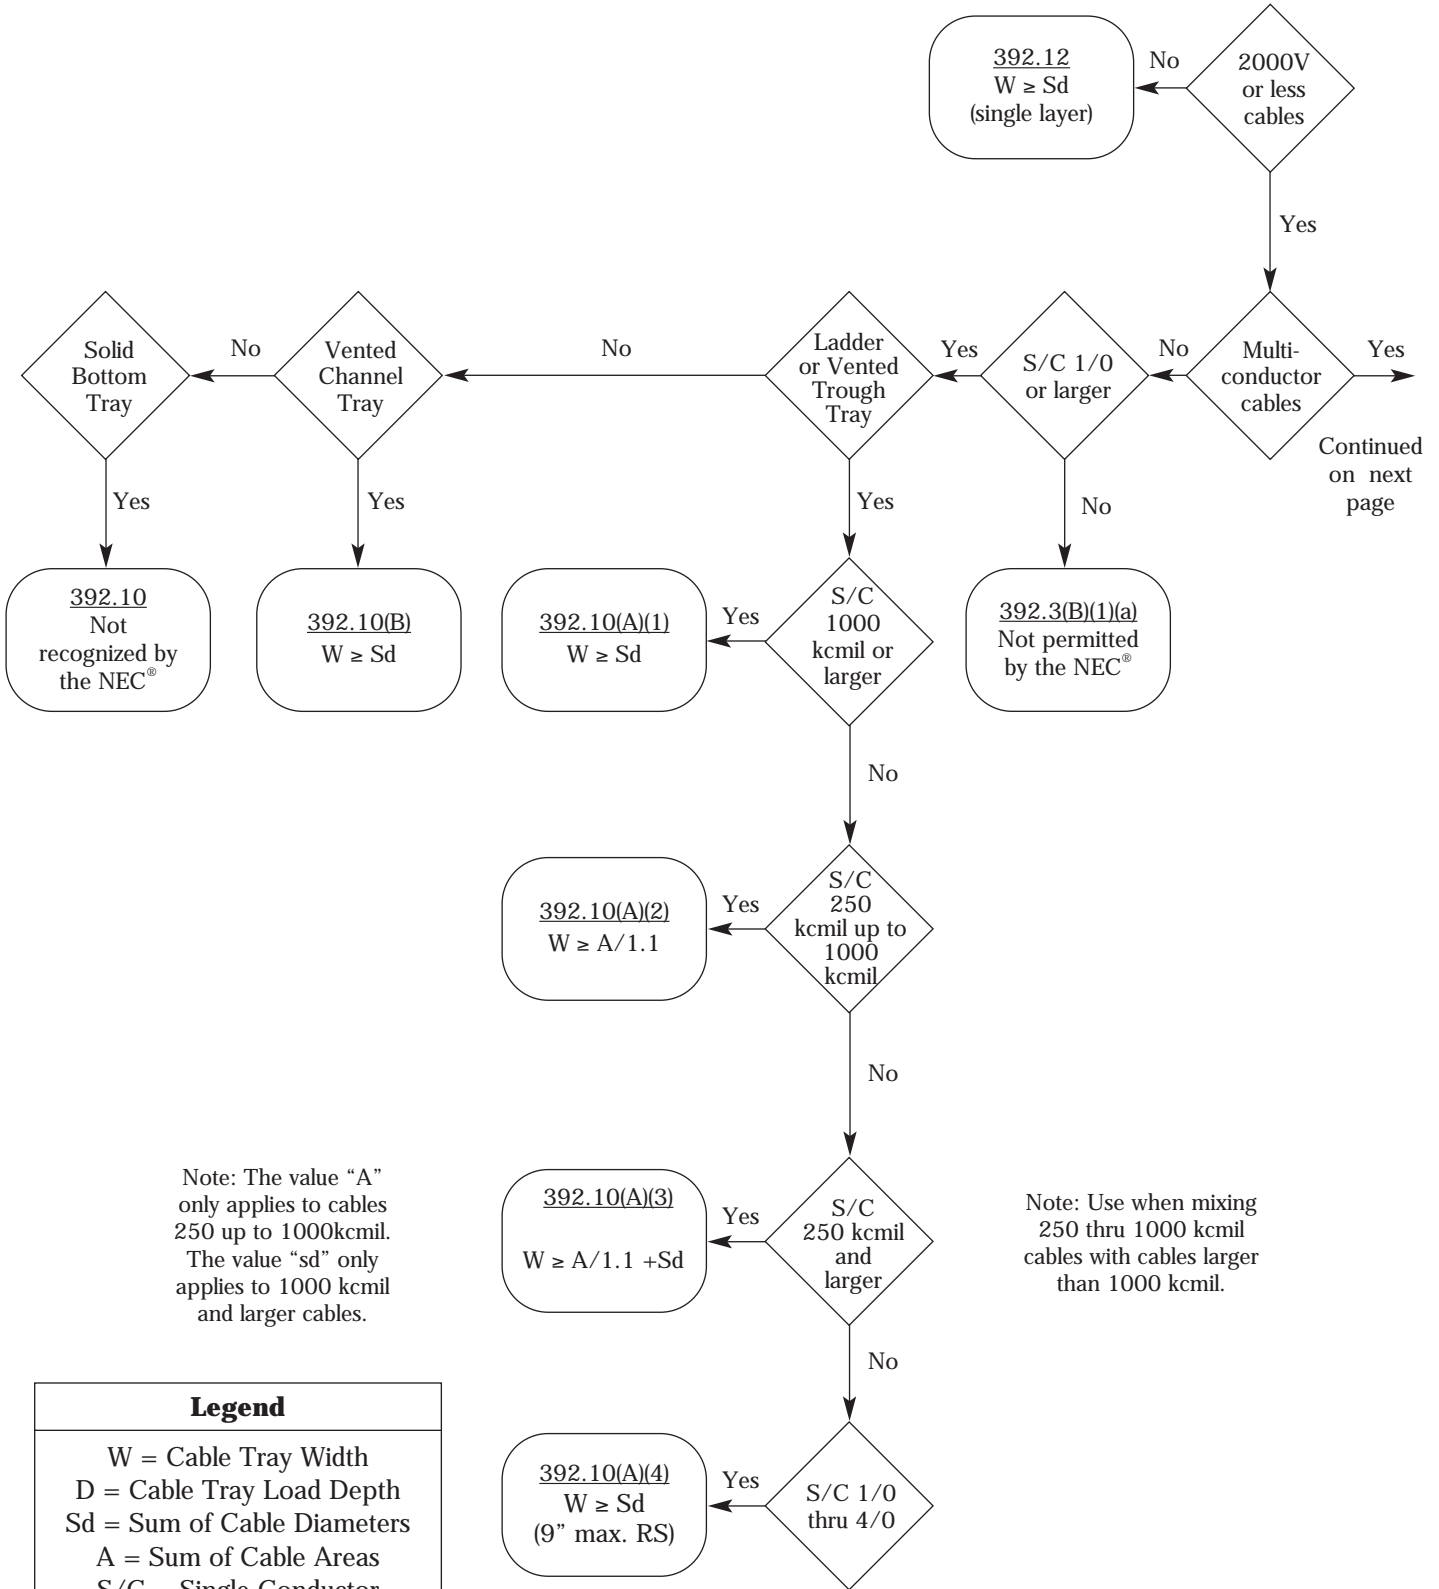 392.12
W ≥ Sd
(single layer)
No
2000V
or less
cables
Yes
Solid
Bottom
Tray
No
Vented
Channel
Tray
No
Ladder
or Vented
Trough
Tray
Yes
S/C 1/0
or larger
No
Multi-
conductor
cables
Yes
Continued
on next
page
Yes
Yes
Yes
No
392.10
Not
recognized by
the NEC®
392.10(B)
W ≥ Sd
392.10(A)(1)
W ≥ Sd
Yes
S/C
1000
kcmil or
larger
392.3(B)(1)(a)
Not permitted
by the NEC®
No
392.10(A)(2)
W ≥ A/1.1
Yes
S/C
250
kcmil up to
1000
kcmil
No
Note: The value “A”
only applies to cables
250 up to 1000kcmil.
The value “sd” only
applies to 1000 kcmil
and larger cables.
392.10(A)(3)
W ≥ A/1.1 +Sd
Yes
S/C
250 kcmil
and
larger
Note: Use when mixing
250 thru 1000 kcmil
cables with cables larger
than 1000 kcmil.
No
Legend
W = Cable Tray Width
D = Cable Tray Load Depth
Sd = Sum of Cable Diameters
A = Sum of Cable Areas
S/C = Single Conductor
392.10(A)(4)
W ≥ Sd
(9” max. RS)
Yes
S/C 1/0
thru 4/0